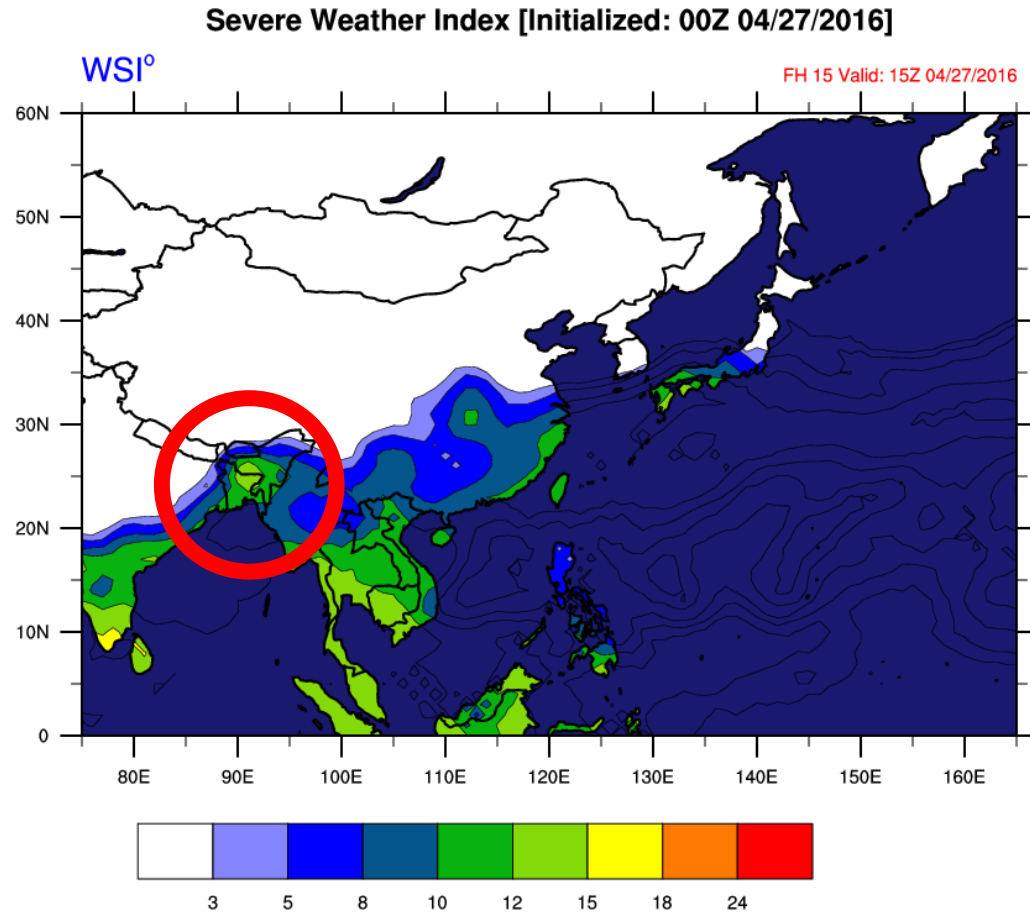 Severe Weather Index [Initialized: 00Z 04/27/2016]
WSI°
FH 15 Valid: 15Z 04/27/2016
60N
50N
40N
30N
20N
10N
0
80E 90E 100E 110E 120E 130E 140E 150E 160E
3 5 8 10 12 15 18 24